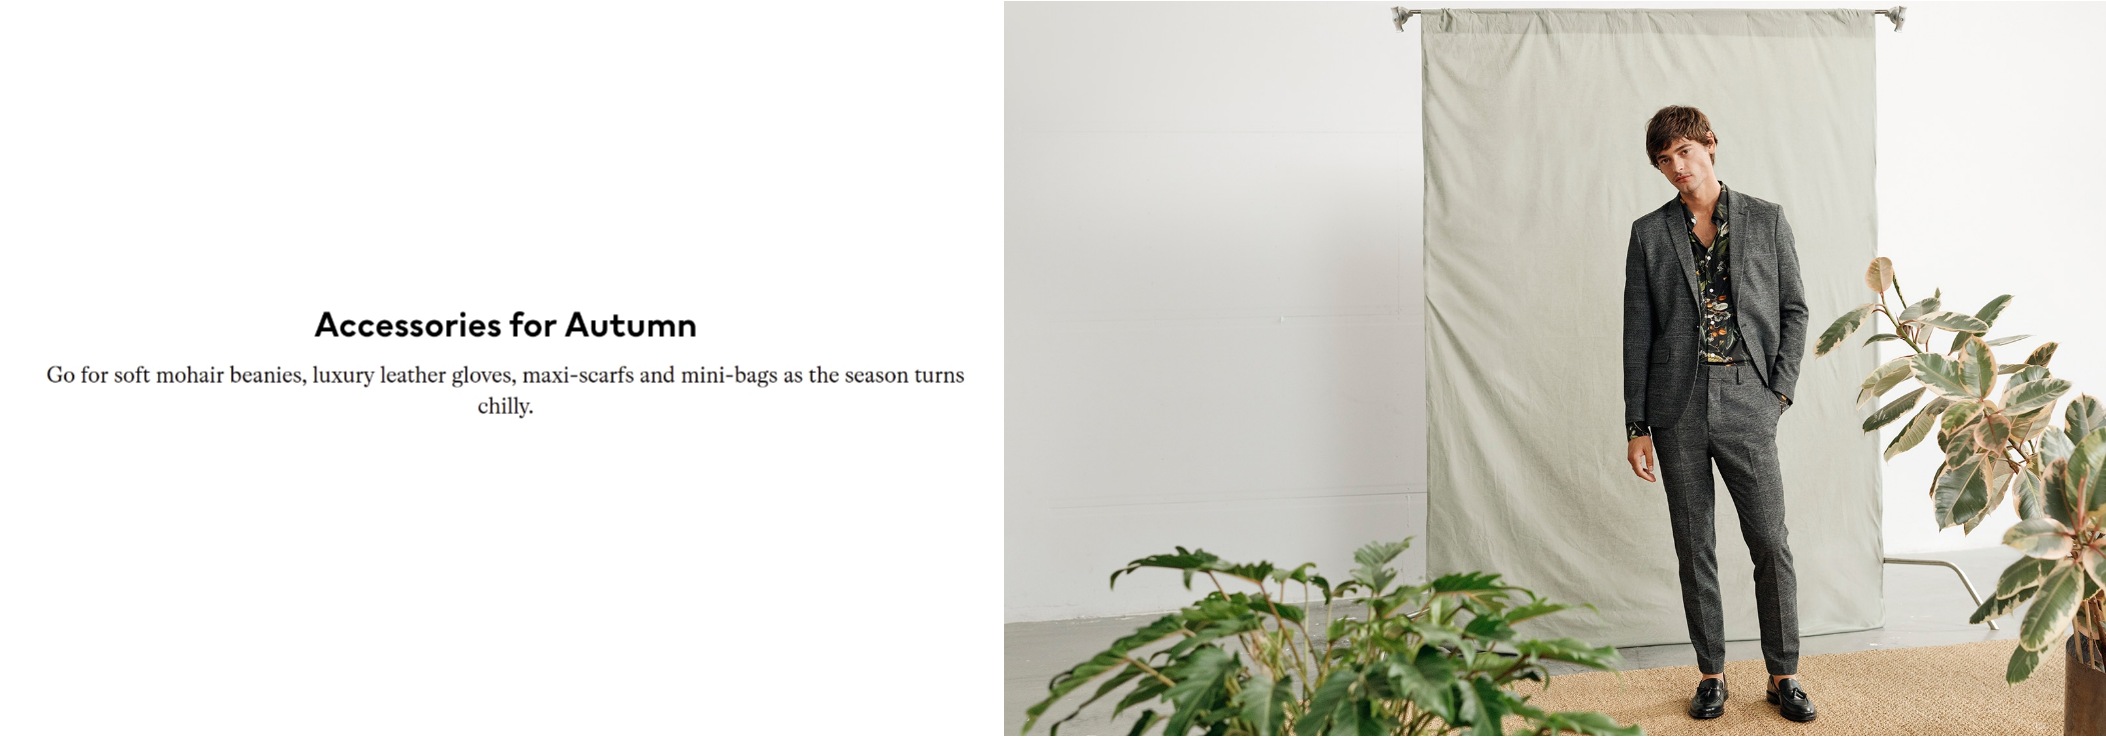 Accessories for Autumn
Go for soft mohair beanies, luxury leather gloves, maxi-scarfs and mini-bags as the season turns
chilly.